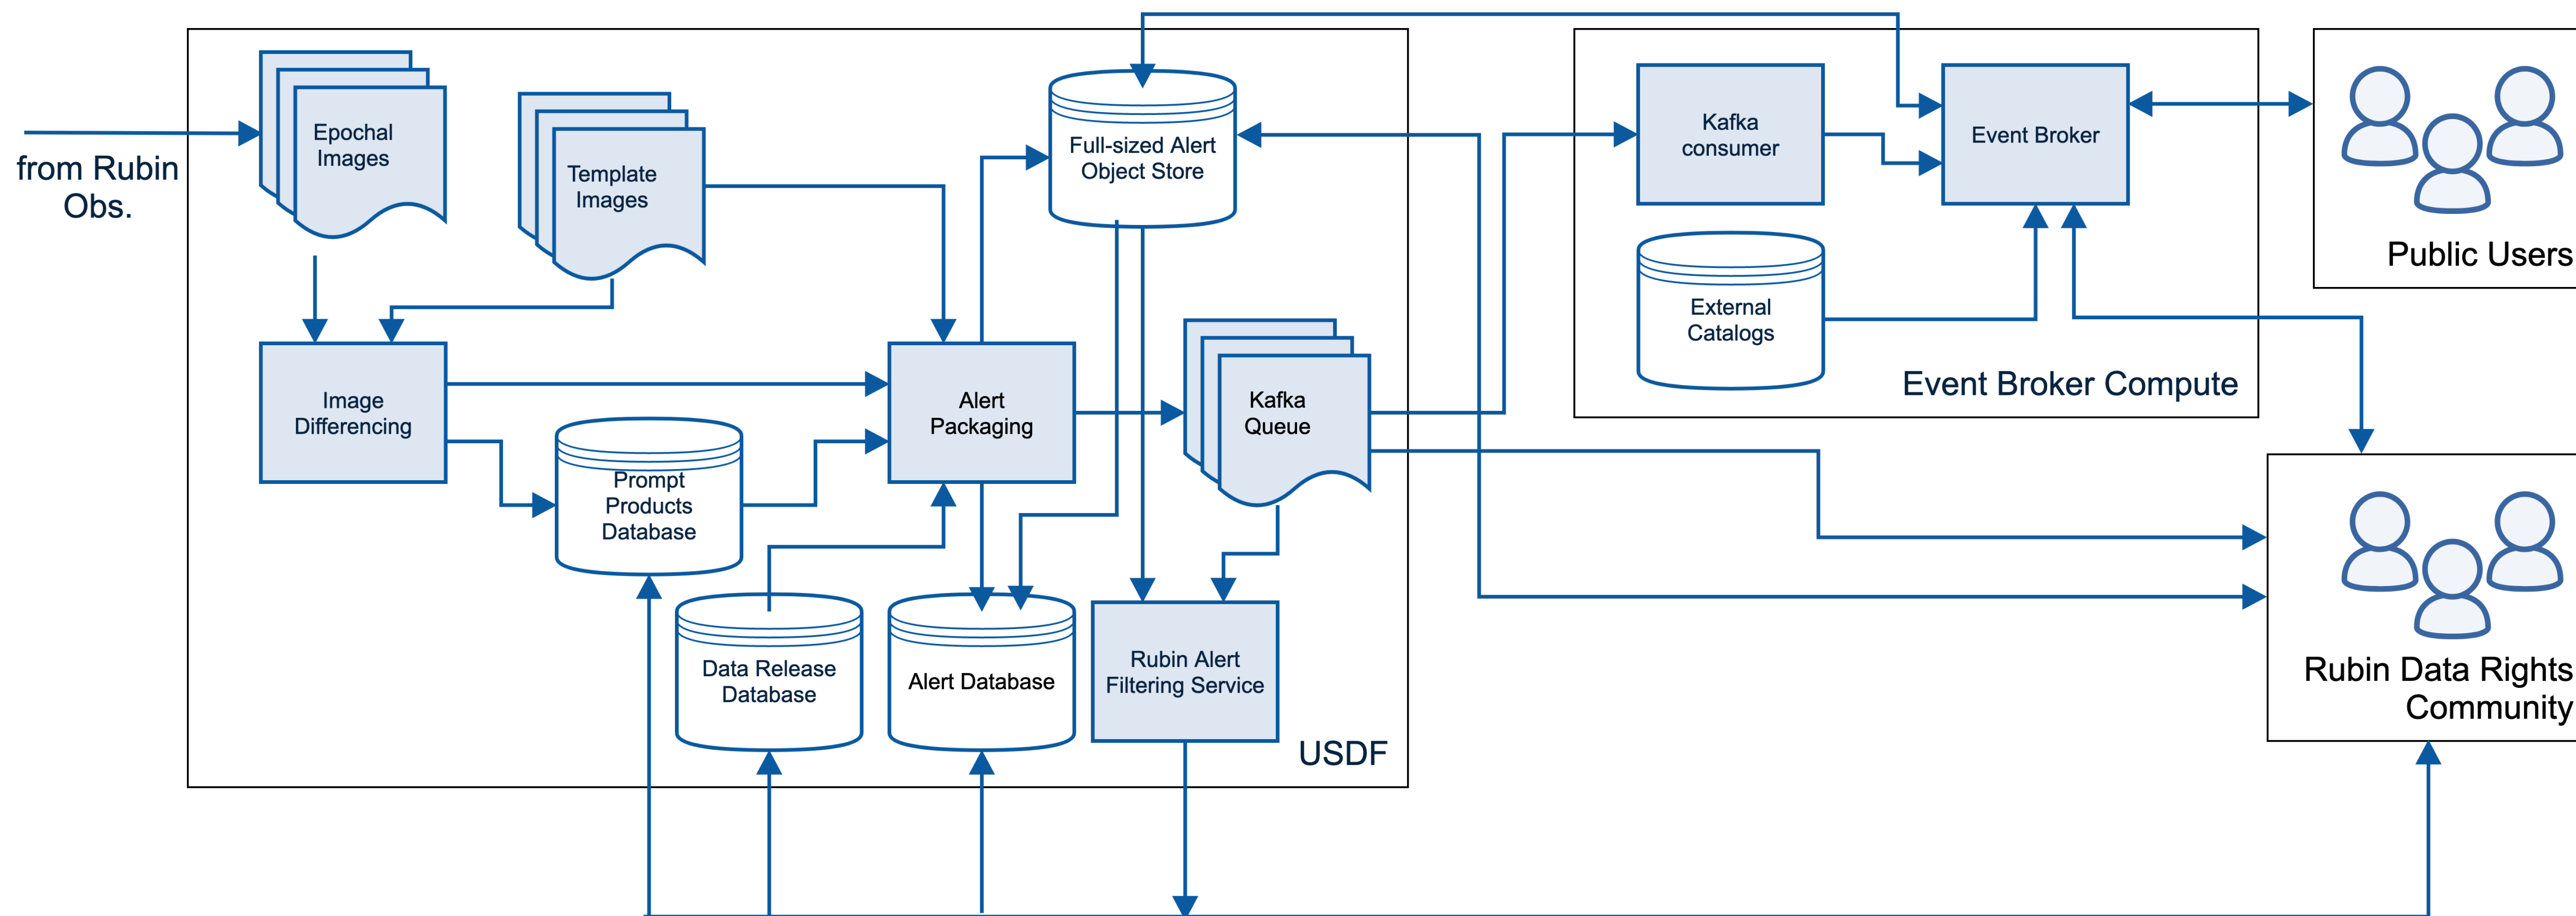 from Rubin
Obs.
Epochal
Images
Template
Images
Full-sized Alert
Object Store
Image
Differencing
Prompt
Products
Database
Alert
Packaging
Kafka
Queue
Data Release
Database
Alert Database
Rubin Alert
Filtering Service
USDF
Kafka
consumer
Event Broker
External
Catalogs
Event Broker Compute
Public Users
Rubin Data Rights
Community